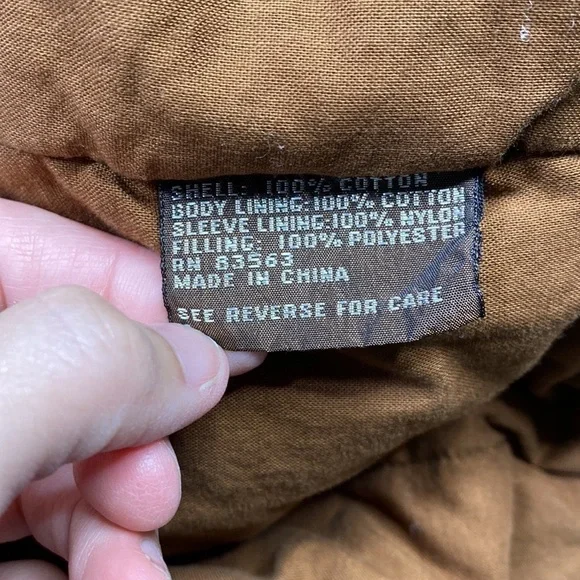 SHELL: 100% COTTON
BODY LINING:100% COTTON
SLEEVE LINING:100% NYLON
FILLING: 100% POLYESTER
RN 83563
MADE IN CHINA
SEE REVERSE FOR CARE